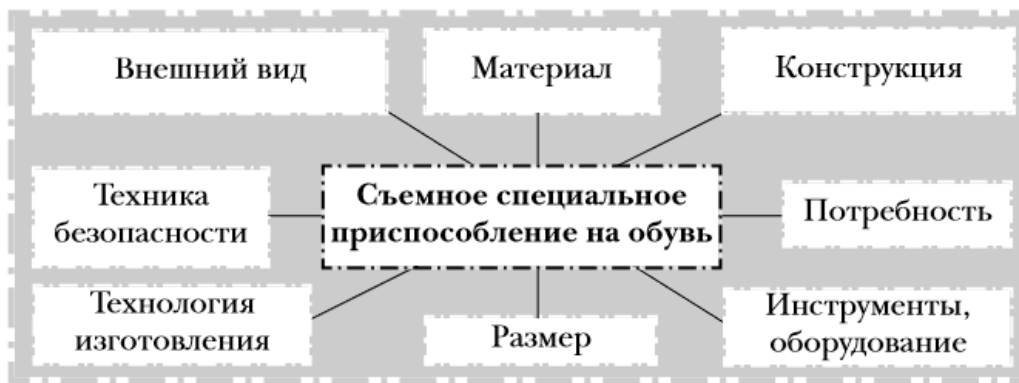 Внешний вид
Материал
Конструкция
Техника
безопасности
Съемное специальное
приспособление на обувь
Потребность
Технология
изготовления
Размер
Инструменты,
оборудование